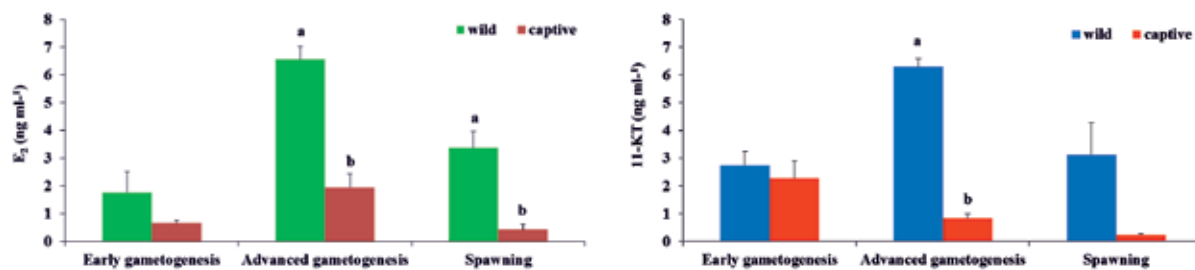 8
7
6
5
4
3
2
1
0
E₂ (ng ml-¹)
wild captive
a
b
a
b
Early gametogenesis Advanced gametogenesis Spawning
8
7
6
5
4
3
2
1
0
11-KT (ng ml-¹)
wild captive
a
b
Early gametogenesis Advanced gametogenesis Spawning